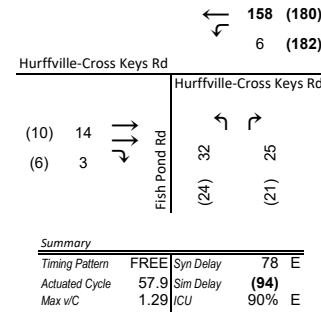 158 (180)
6 (182)
Hurffville-Cross Keys Rd
Hurffville-Cross Keys Rd
(10) 14
(6) 3
Fish Pond Rd
32 25
(24) (21)
Summary
Timing Pattern FREE Syn Delay 78 E
Actuated Cycle 57.9 Sim Delay (94)
Max v/C 1.29 ICU 90% E